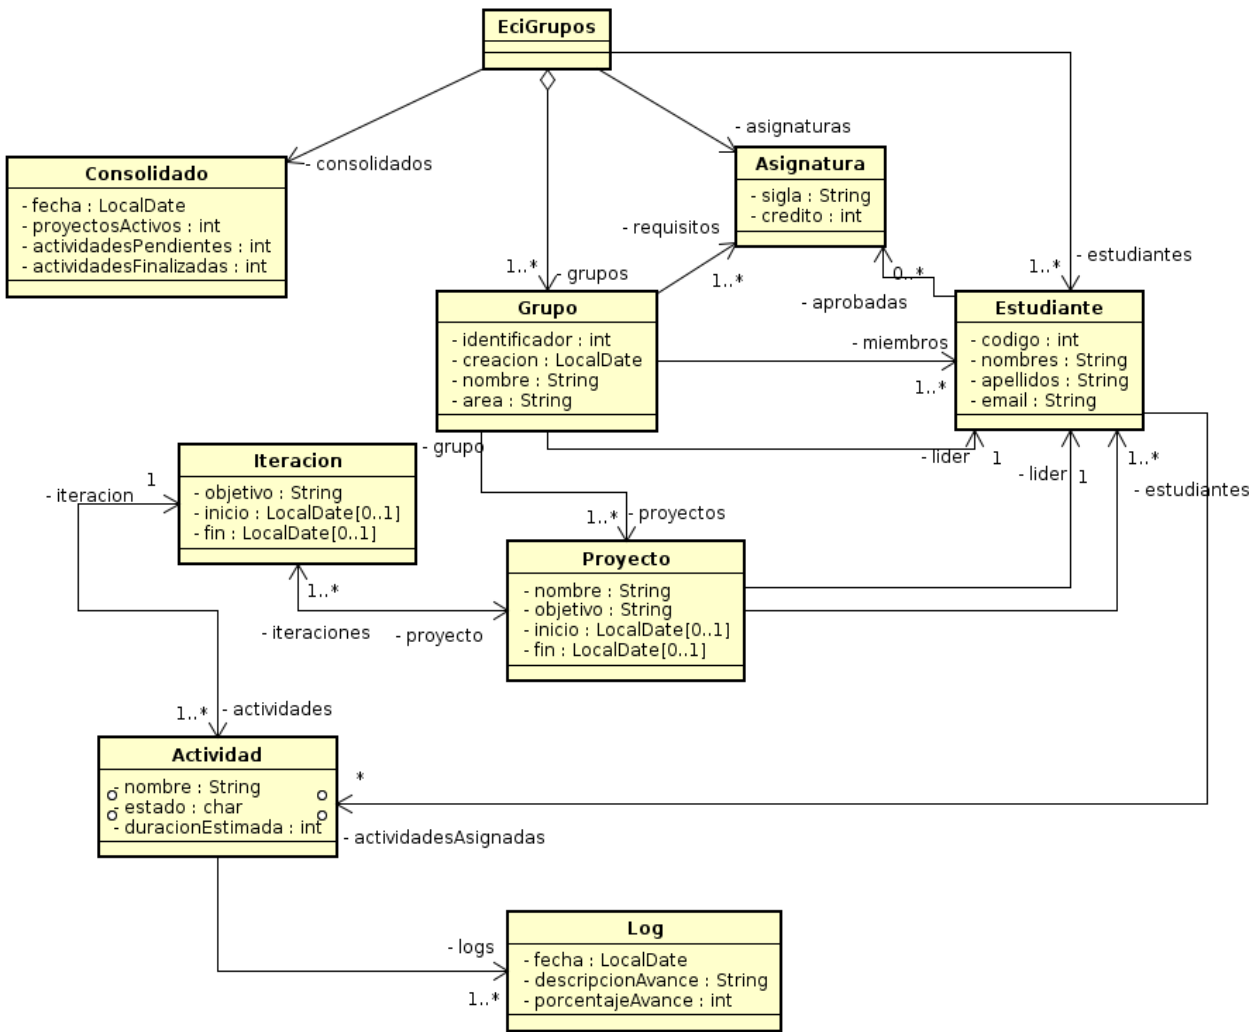 EciGrupos
- asignaturas
- consolidados
Consolidado
- fecha : LocalDate
- proyectosActivos : int
- actividadesPendientes : int
- actividadesFinalizadas : int
Asignatura
- sigla : String
- credito : int
- requisitos
1..*
- grupos
1..*
0..*
- aprobadas
1..*
- estudiantes
Grupo
- identificador : int
- creacion : LocalDate
- nombre : String
- area : String
- miembros
1..*
Estudiante
- codigo : int
- nombres : String
- apellidos : String
- email : String
- grupo
- lider
1
- lider
1
1..*
- estudiantes
Iteracion
- objetivo : String
- inicio : LocalDate[0..1]
- fin : LocalDate[0..1]
- iteracion
1
1..*
- proyectos
1..*
- iteraciones
- proyecto
Proyecto
- nombre : String
- objetivo : String
- inicio : LocalDate[0..1]
- fin : LocalDate[0..1]
1..*
- actividades
Actividad
- nombre : String
- estado : char
- duracionEstimada : int
*
- actividadesAsignadas
- logs
1..*
Log
- fecha : LocalDate
- descripcionAvance : String
- porcentajeAvance : int